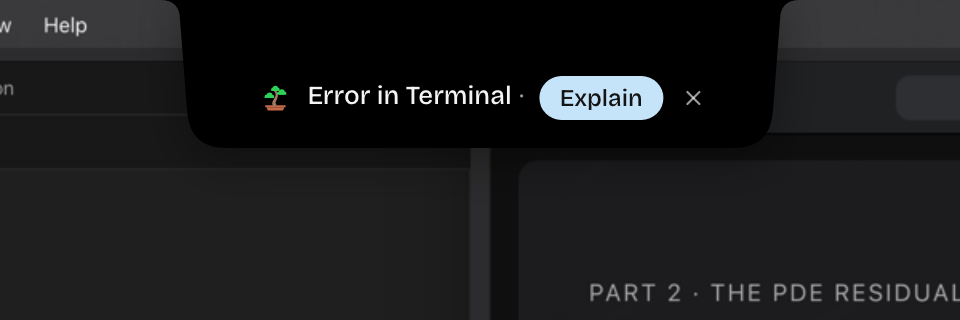 w Help
on
Error in Terminal · Explain
PART 2 · THE PDE RESIDUAL